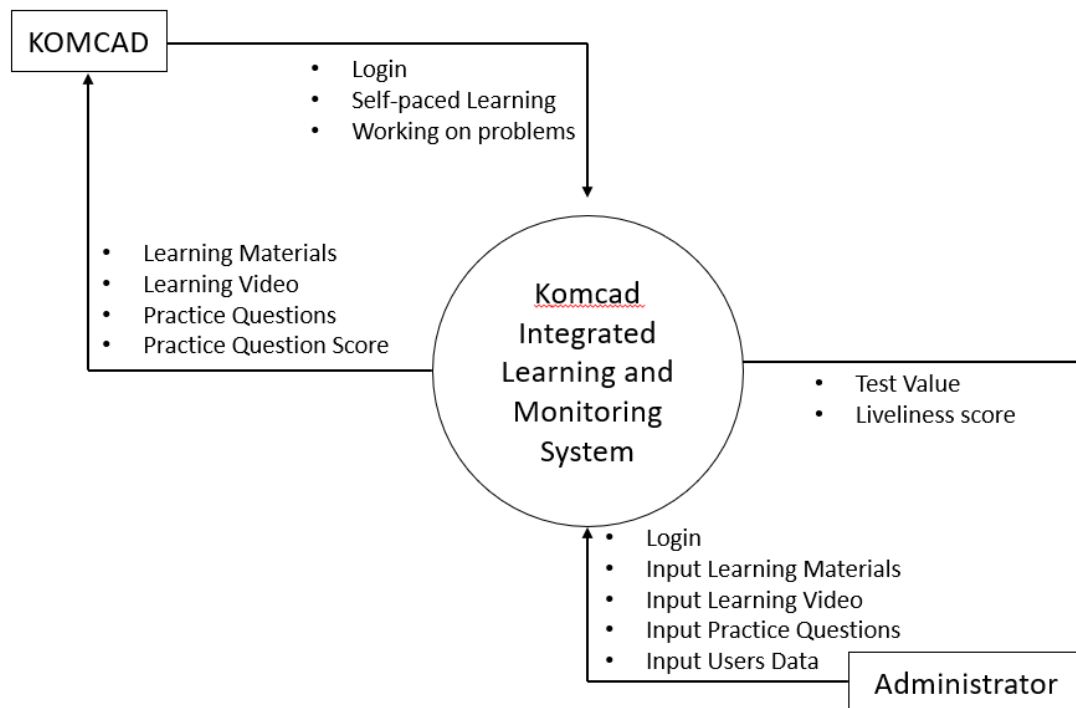 KOMCAD
• Login
• Self-paced Learning
• Working on problems
• Learning Materials
• Learning Video
• Practice Questions
• Practice Question Score
Komcad
Integrated
Learning and
Monitoring
System
• Test Value
• Liveliness score
• Login
• Input Learning Materials
• Input Learning Video
• Input Practice Questions
• Input Users Data
Administrator